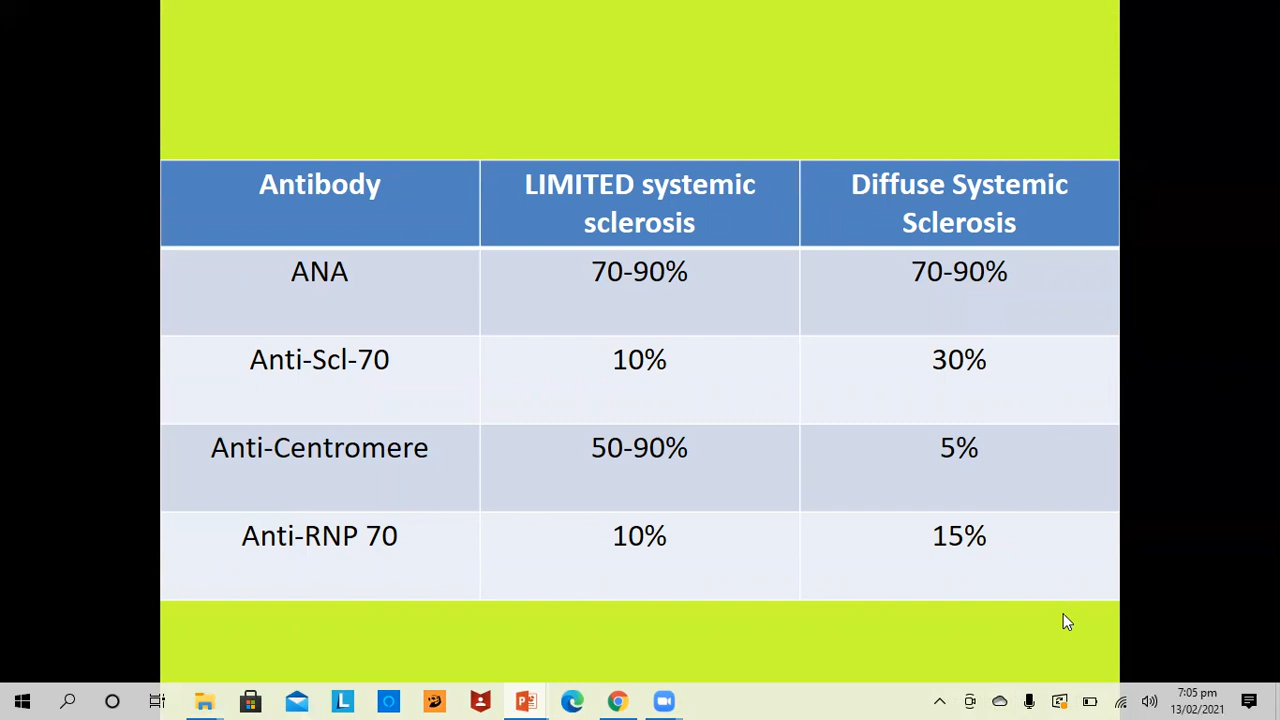 Antibody
LIMITED systemic
sclerosis
Diffuse Systemic
Sclerosis
ANA
70-90%
70-90%
Anti-Scl-70
10%
30%
Anti-Centromere
50-90%
5%
Anti-RNP 70
10%
15%
7:05 pm
13/02/2021